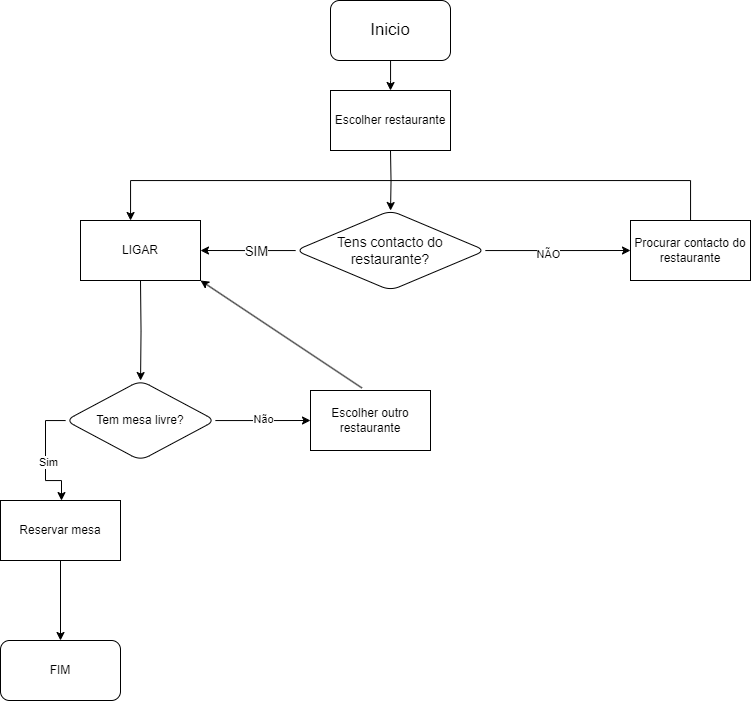 Inicio
Escolher restaurante
LIGAR
SIM
Tens contacto do
restaurante?
NÃO
Procurar contacto do
restaurante
Tem mesa livre?
Não
Escolher outro
restaurante
Sim
Reservar mesa
FIM